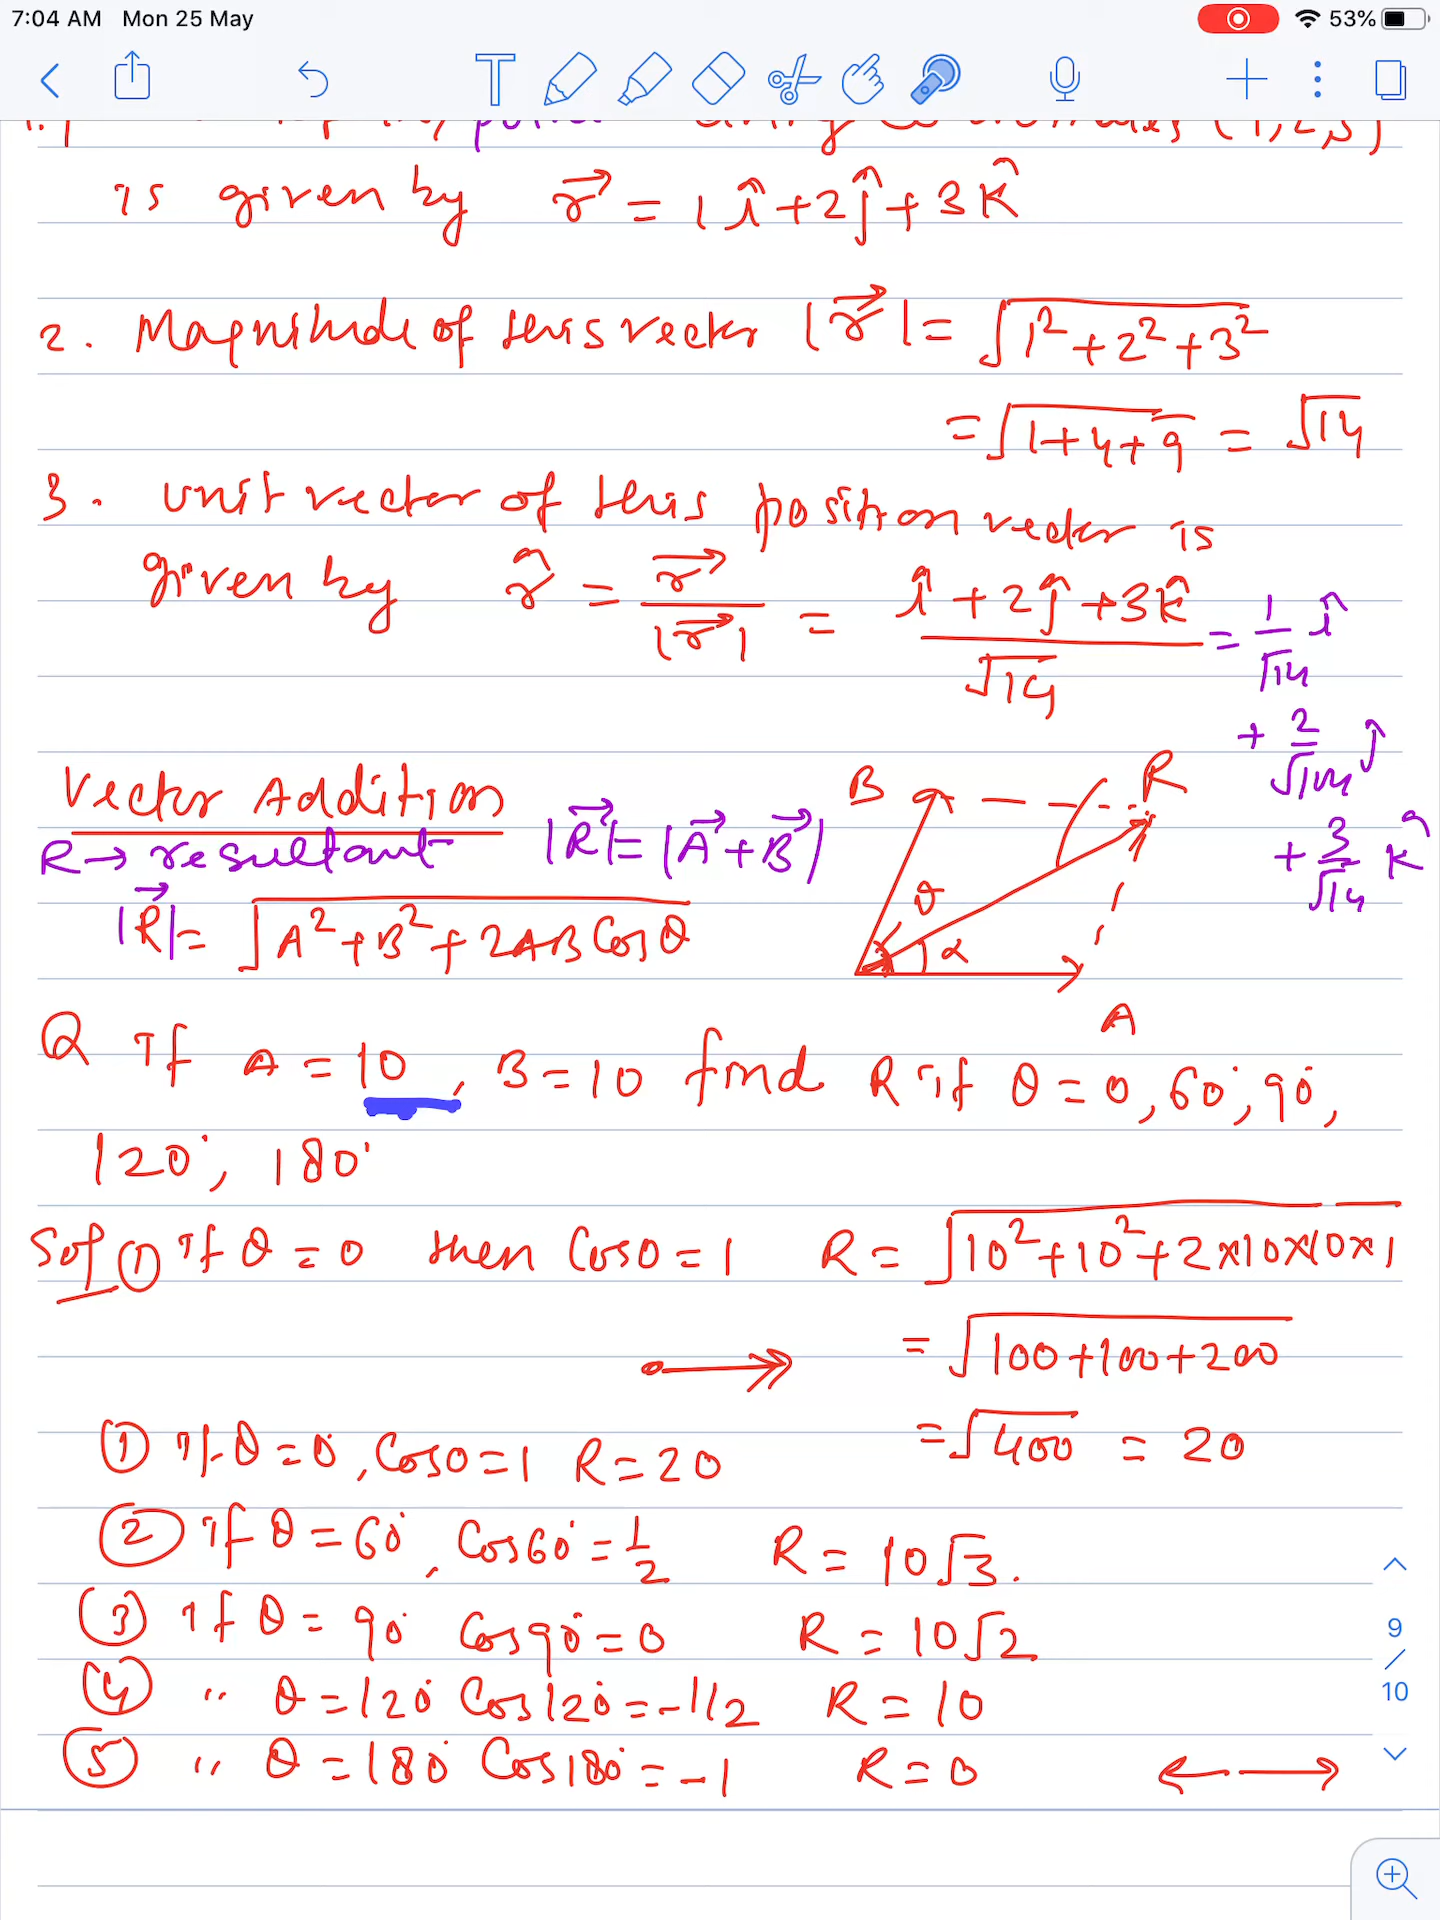 7:04 AM Mon 25 May 53%
T
(1,2,3)
is given by r⃗ = 1î+2ĵ+3k̂
2. Magnitude of this vector |r⃗| = √1²+2²+3²
= √1+4+9 = √14
3. unit vector of this position vector is
given by r̂ = r⃗/|r⃗| = î+2ĵ+3k̂/√14 = 1/√14 î
+ 2/√14 ĵ
+ 3/√14 k̂
Vector Addition
R→ resultant |R⃗|=|A⃗+B⃗|
|R⃗|= √A²+B²+2AB Cosθ
B R
θ α
A
Q if A = 10, B=10 find R if θ = 0, 60°, 90°,
120°, 180°
Sol ① if θ = 0 then Cos0 = 1 R = √10²+10²+2×10×10×1
= √100+100+200
= √400 = 20
① if θ = 0°, Cos0=1 R=20
② if θ = 60°, Cos60° = 1/2 R = 10√3.
③ if θ = 90° Cos90° = 0 R = 10√2
④ " θ = 120° Cos120° = -1/2 R = 10
⑤ " θ = 180° Cos180° = -1 R = 0
9
/
10